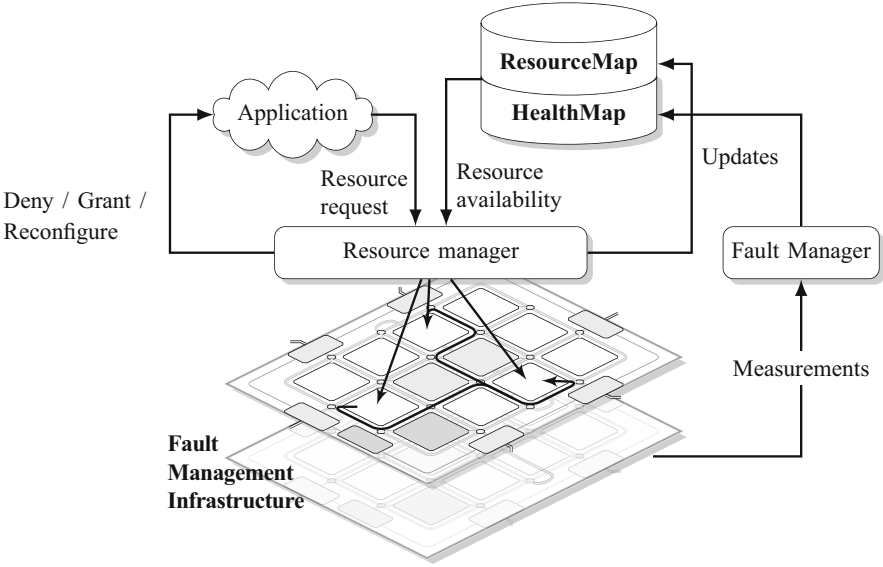 ResourceMap
HealthMap
Application
Updates
Resource
request
Resource
availability
Deny / Grant /
Reconfigure
Resource manager
Fault Manager
Measurements
Fault
Management
Infrastructure